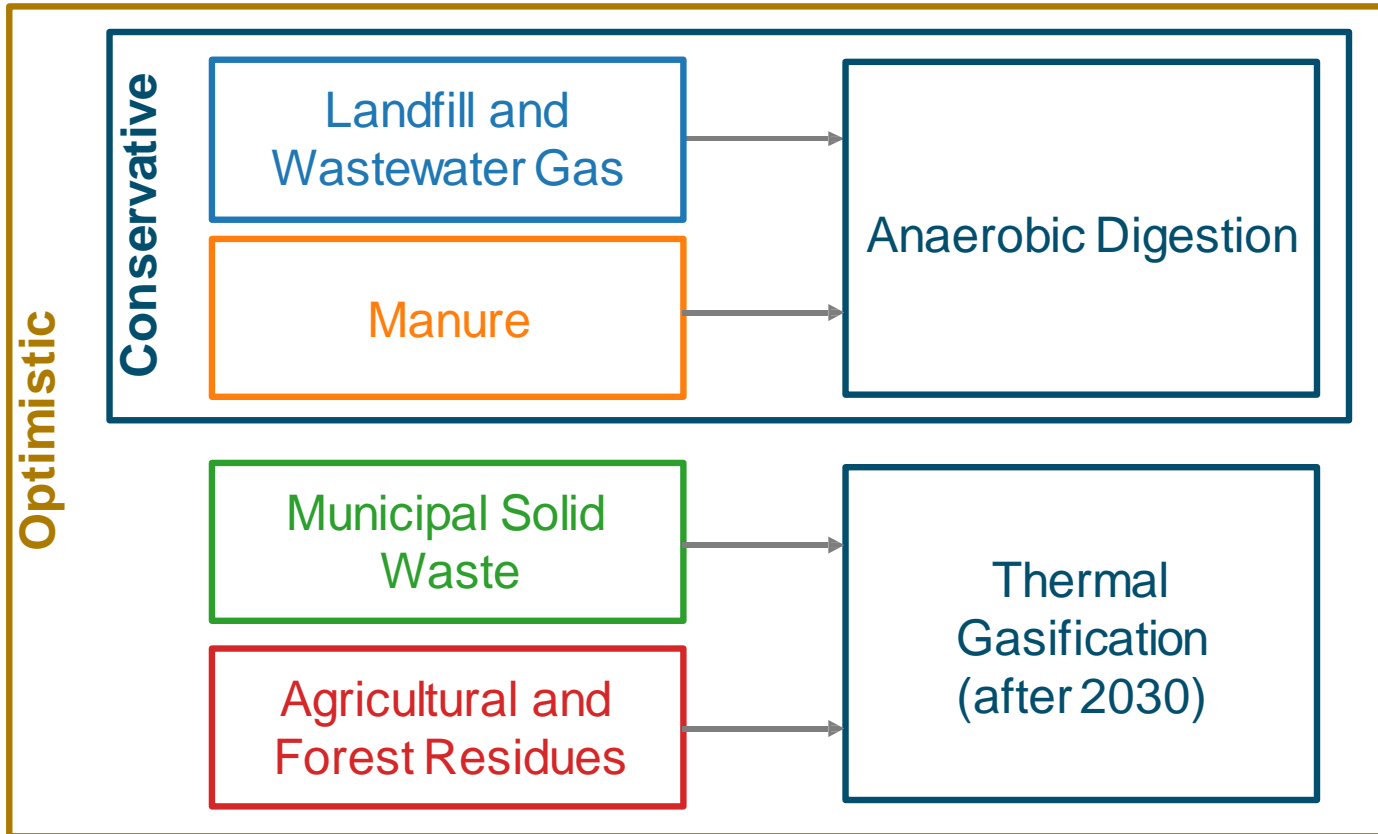 Optimistic
Conservative
Landfill and
Wastewater Gas
Manure
Anaerobic Digestion
Municipal Solid
Waste
Agricultural and
Forest Residues
Thermal
Gasification
(after 2030)